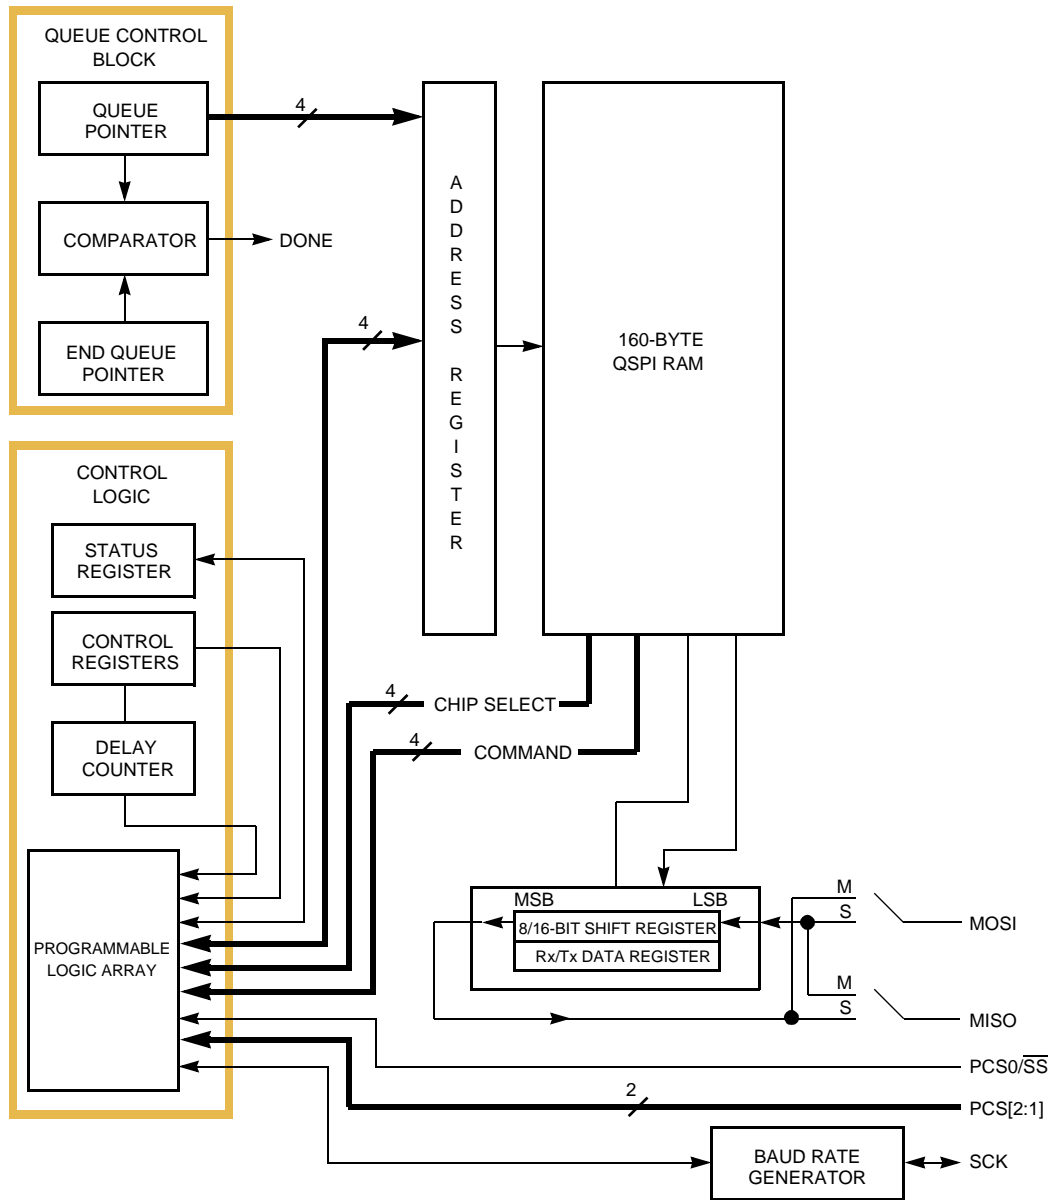 QUEUE CONTROL
BLOCK
QUEUE
POINTER
4
COMPARATOR
DONE
END QUEUE
POINTER
4
ADDRESS REGISTER
160-BYTE
QSPI RAM
CONTROL
LOGIC
STATUS
REGISTER
CONTROL
REGISTERS
DELAY
COUNTER
PROGRAMMABLE
LOGIC ARRAY
4
CHIP SELECT
4
COMMAND
MSB
LSB
8/16-BIT SHIFT REGISTER
Rx/Tx DATA REGISTER
M
S
MOSI
M
S
MISO
PCS0/S̅S̅
2
PCS[2:1]
BAUD RATE
GENERATOR
SCK